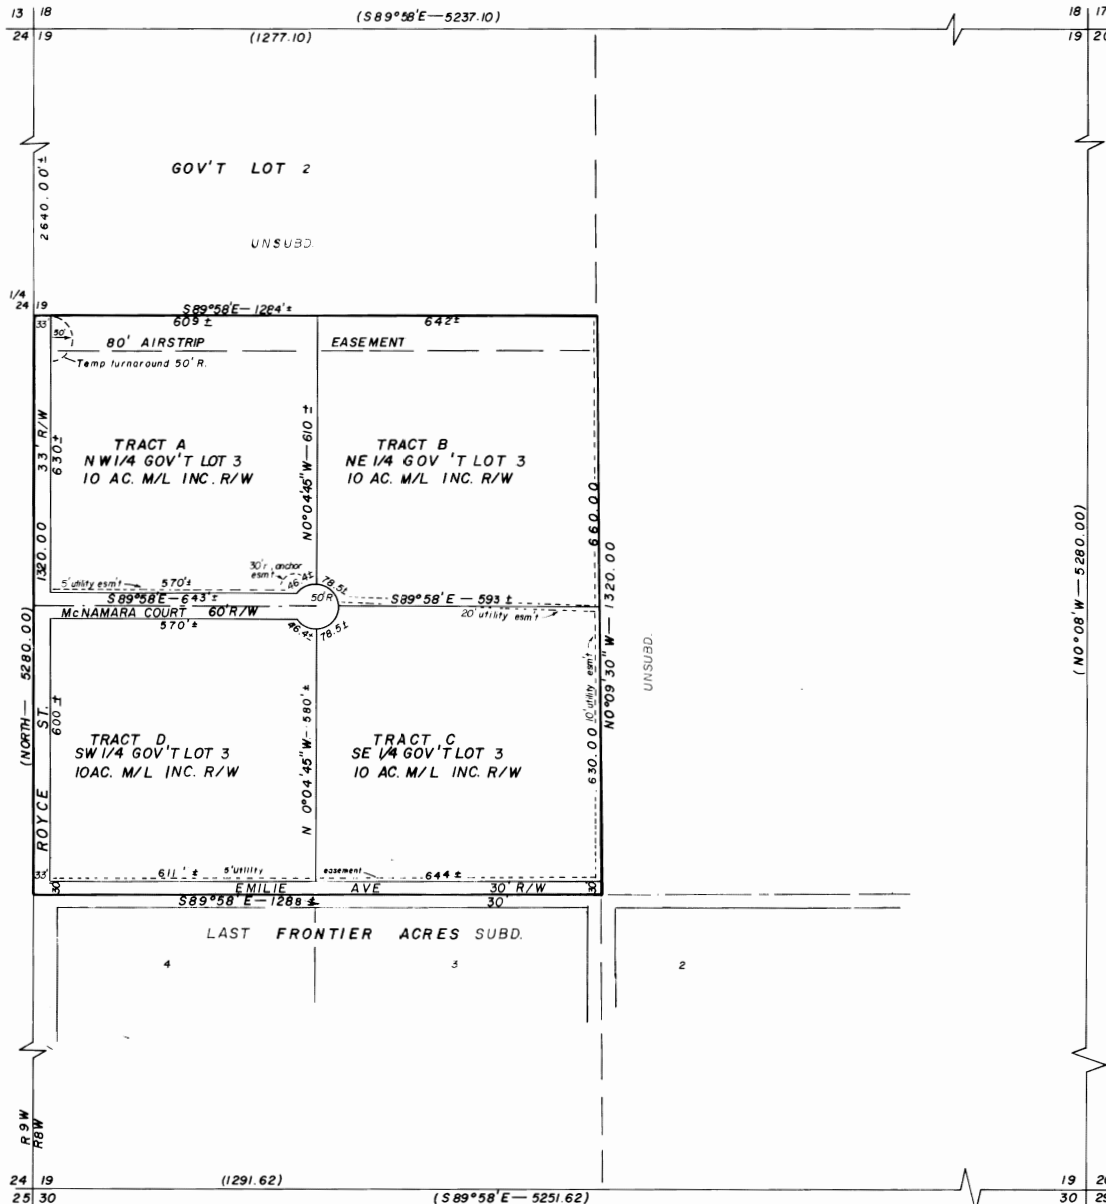 13 18
(S89°58'E—5237.10)
18 17
24 19
(1277.10)
19 20
2640.00'±
GOV'T LOT 2
UNSUBD.
1/4
24 19
S89°58'E—1284'±
33'
609 ±
642±
50'
80' AIRSTRIP EASEMENT
Temp turnaround 50' R.
33' R/W
630±
N0°04'45"W—610 ±
TRACT A
NW1/4 GOV'T LOT 3
10 AC. M/L INC. R/W
TRACT B
NE 1/4 GOV'T LOT 3
10 AC. M/L INC. R/W
660.00
1320.00
5' utility esm't
570'±
30'r. anchor
esm't
46.4±
78.5±
50'R
S89°58'E—643'±
S89°58'E — 593 ±
McNAMARA COURT 60'R/W
20' utility esm't
570'±
46.4±
78.5±
N0°09'30"W—1320.00
UNSUBD.
(N0°08'W—5280.00)
(NORTH— 5280.00)
10' utility esm't
600 ±
ROYCE ST.
N 0°04'45"W—580'±
630.00
TRACT D
SW 1/4 GOV'T LOT 3
10AC. M/L INC. R/W
TRACT C
SE 1/4 GOV'T LOT 3
10 AC. M/L INC. R/W
33'
30'
611' ±
5'utility easement
644 ±
30'
EMILIE AVE 30' R/W
S89°58'E—1288 ±
30'
LAST FRONTIER ACRES SUBD.
4
3
2
R9W
R8W
24 19
(1291.62)
19 20
25 30
(S89°58'E— 5251.62)
30 29